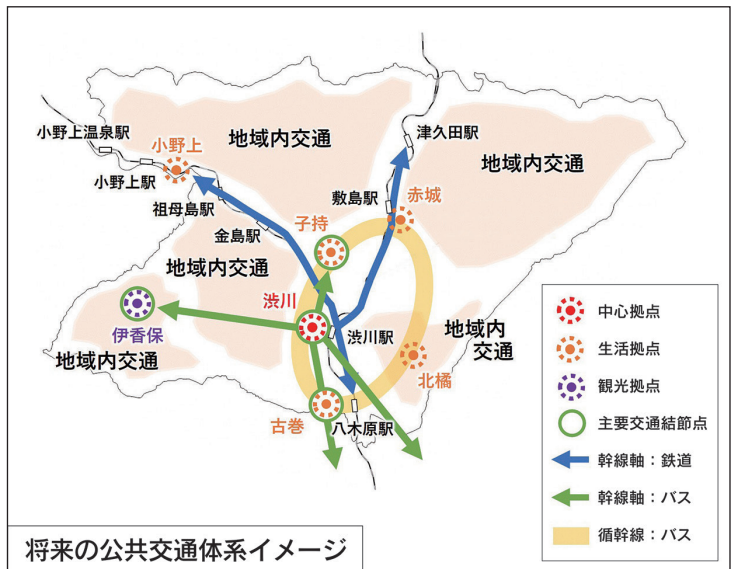 津久田駅
小野上温泉駅
小野上
地域内交通
地域内交通
小野上駅
敷島駅
赤城
祖母島駅
子持
金島駅
地域内交通
渋川
伊香保
渋川駅
地域内
交通
地域内交通
北橘
古巻
八木原駅
中心拠点
生活拠点
観光拠点
主要交通結節点
幹線軸：鉄道
幹線軸：バス
循幹線：バス
将来の公共交通体系イメージ